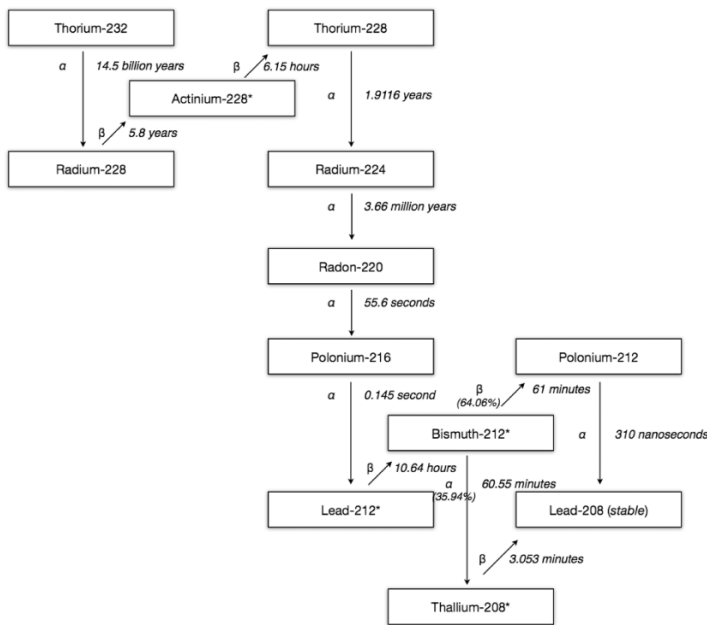 Thorium-232
Thorium-228
α
14.5 billion years
β
6.15 hours
Actinium-228*
α
1.9116 years
β
5.8 years
Radium-228
Radium-224
α
3.66 million years
Radon-220
α
55.6 seconds
Polonium-216
Polonium-212
β
(64.06%)
61 minutes
α
0.145 second
Bismuth-212*
α
310 nanoseconds
β
10.64 hours
α
(35.94%)
60.55 minutes
Lead-212*
Lead-208 (stable)
β
3.053 minutes
Thallium-208*